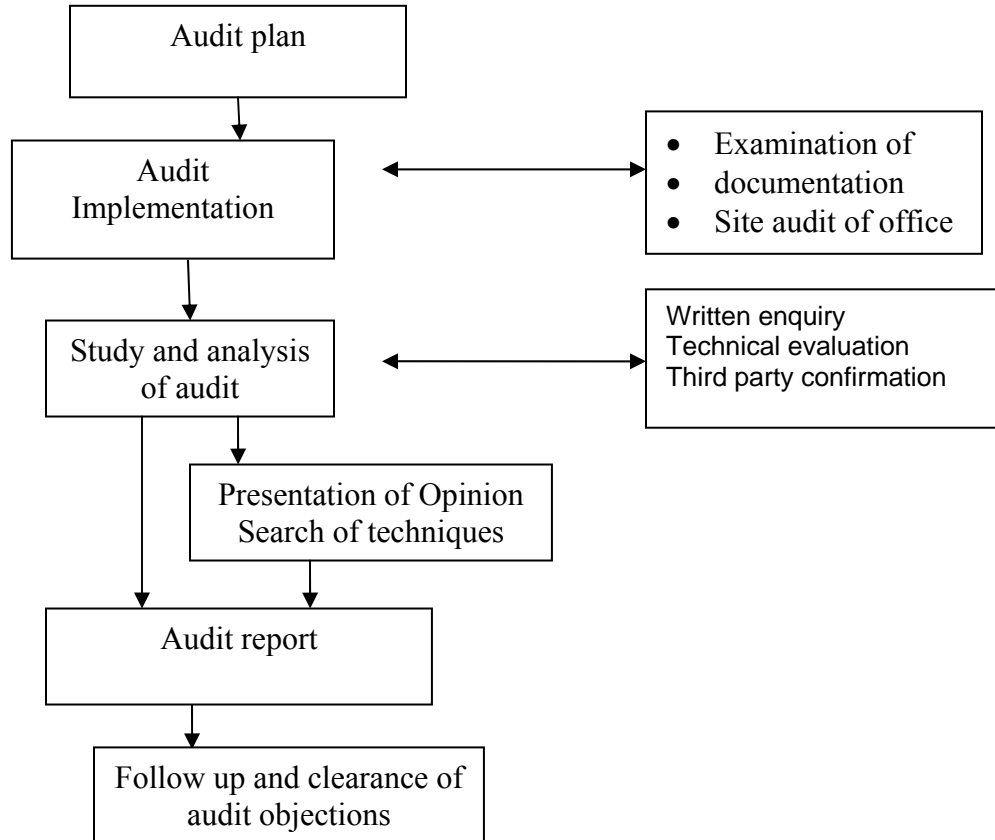 Audit plan
Audit
Implementation
• Examination of
• documentation
• Site audit of office
Study and analysis
of audit
Written enquiry
Technical evaluation
Third party confirmation
Presentation of Opinion
Search of techniques
Audit report
Follow up and clearance of
audit objections